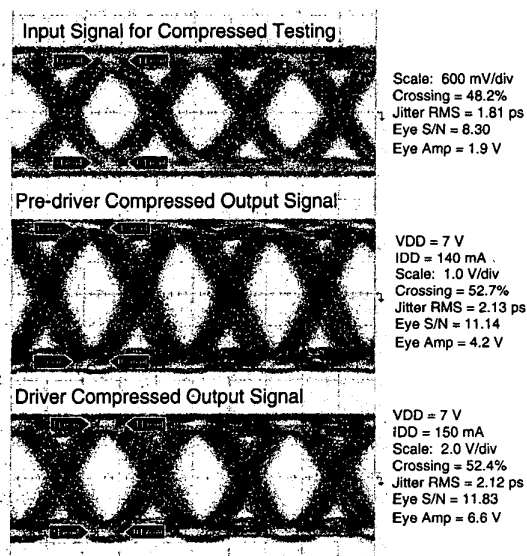 Input Signal for Compressed Testing
Scale: 600 mV/div
Crossing = 48.2%
Jitter RMS = 1.81 ps
Eye S/N = 8.30
Eye Amp = 1.9 V
Pre-driver Compressed Output Signal
VDD = 7 V
IDD = 140 mA
Scale: 1.0 V/div
Crossing = 52.7%
Jitter RMS = 2.13 ps
Eye S/N = 11.14
Eye Amp = 4.2 V
Driver Compressed Output Signal
VDD = 7 V
IDD = 150 mA
Scale: 2.0 V/div
Crossing = 52.4%
Jitter RMS = 2.12 ps
Eye S/N = 11.83
Eye Amp = 6.6 V